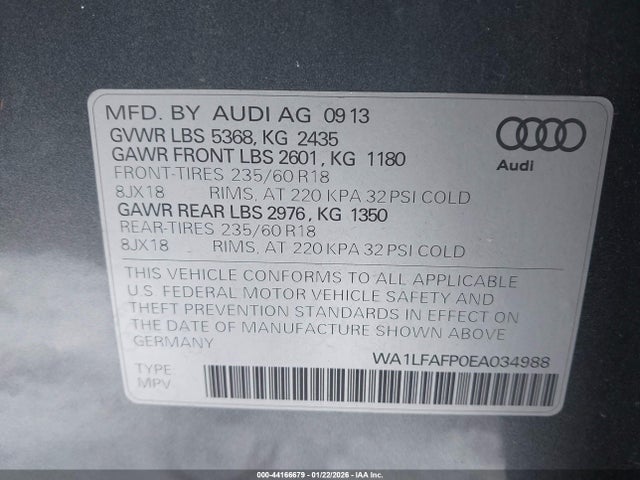 MFD. BY AUDI AG 09 13
GVWR LBS 5368, KG 2435
GAWR FRONT LBS 2601, KG 1180
FRONT-TIRES 235/60 R18
8JX18 RIMS, AT 220 KPA 32 PSI COLD
GAWR REAR LBS 2976, KG 1350
REAR-TIRES 235/60 R18
8JX18 RIMS, AT 220 KPA 32 PSI COLD
Audi
THIS VEHICLE CONFORMS TO ALL APPLICABLE
U.S. FEDERAL MOTOR VEHICLE SAFETY AND
THEFT PREVENTION STANDARDS IN EFFECT ON
THE DATE OF MANUFACTURE SHOWN ABOVE
GERMANY
WA1LFAFP0EA034988
TYPE
MPV
000-44166679 - 01/22/2026 - IAA Inc.